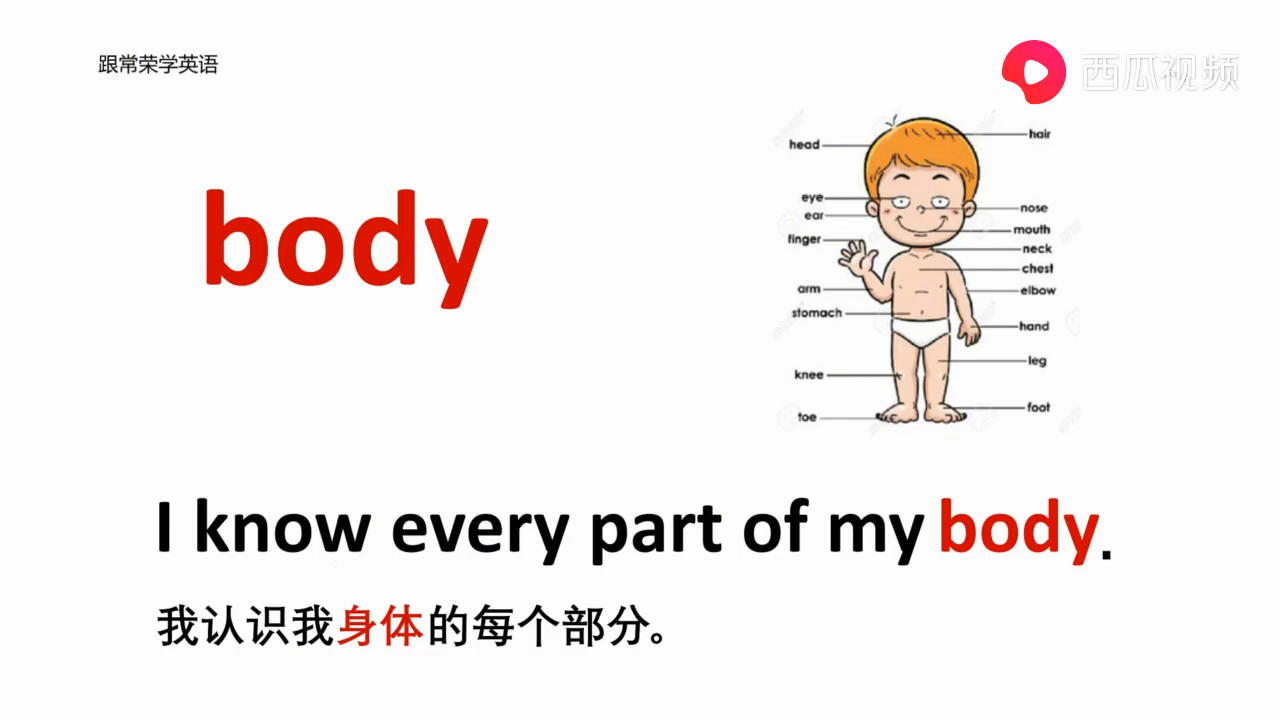 跟常荣学英语
西瓜视频
body
head
hair
eye
ear
finger
nose
mouth
neck
chest
arm
elbow
stomach
hand
leg
knee
foot
toe
I know every part of my body.
我认识我身体的每个部分。